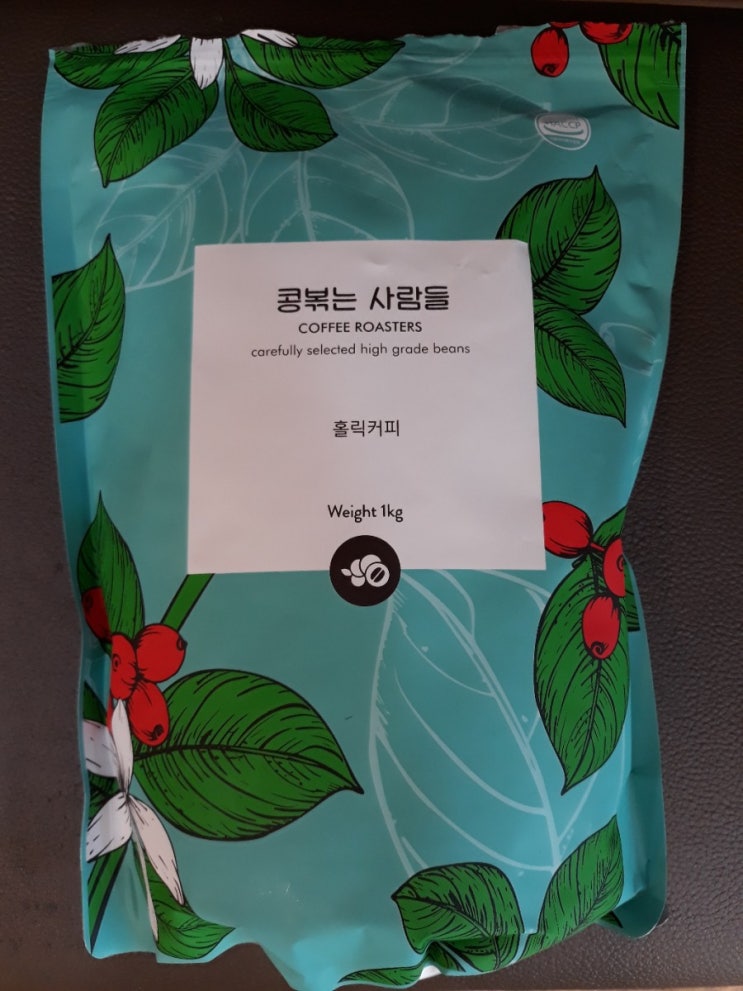 HACCP
콩볶는 사람들
COFFEE ROASTERS
carefully selected high grade beans
홀릭커피
Weight 1kg